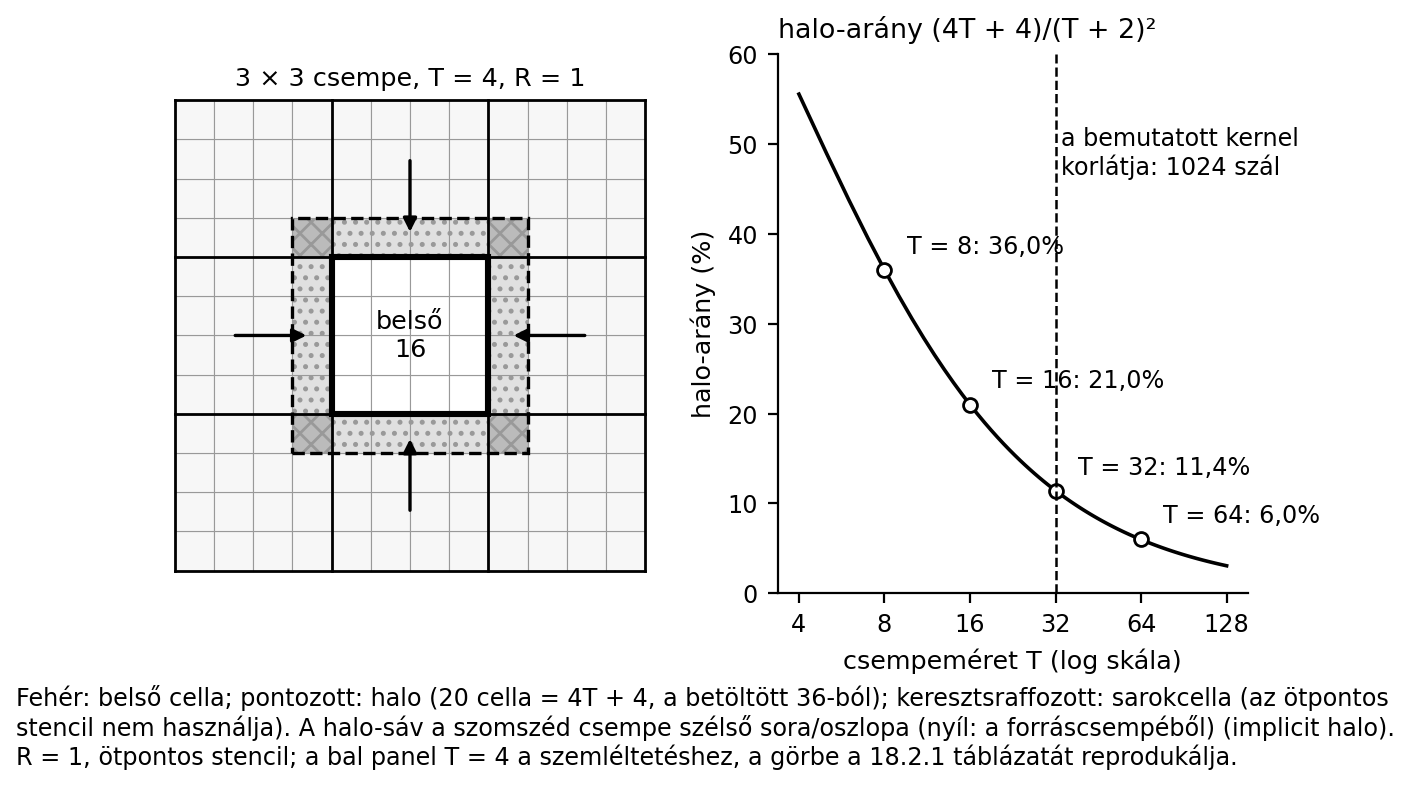 3 × 3 csempe, T = 4, R = 1
belső
16
halo-arány (4T + 4)/(T + 2)²
halo-arány (%)
60
50
40
30
20
10
0
a bemutatott kernel
korlátja: 1024 szál
T = 8: 36,0%
T = 16: 21,0%
T = 32: 11,4%
T = 64: 6,0%
4 8 16 32 64 128
csempeméret T (log skála)
Fehér: belső cella; pontozott: halo (20 cella = 4T + 4, a betöltött 36-ból); keresztsraffozott: sarokcella (az ötpontos
stencil nem használja). A halo-sáv a szomszéd csempe szélső sora/oszlopa (nyíl: a forráscsempéből) (implicit halo).
R = 1, ötpontos stencil; a bal panel T = 4 a szemléltetéshez, a görbe a 18.2.1 táblázatát reprodukálja.